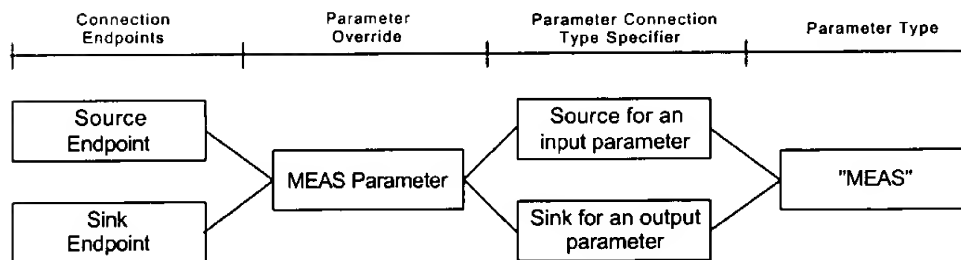 Connection
Endpoints
Parameter
Override
Parameter Connection
Type Specifier
Parameter Type
Source
Endpoint
Source for an
input parameter
MEAS Parameter
"MEAS"
Sink
Endpoint
Sink for an output
parameter